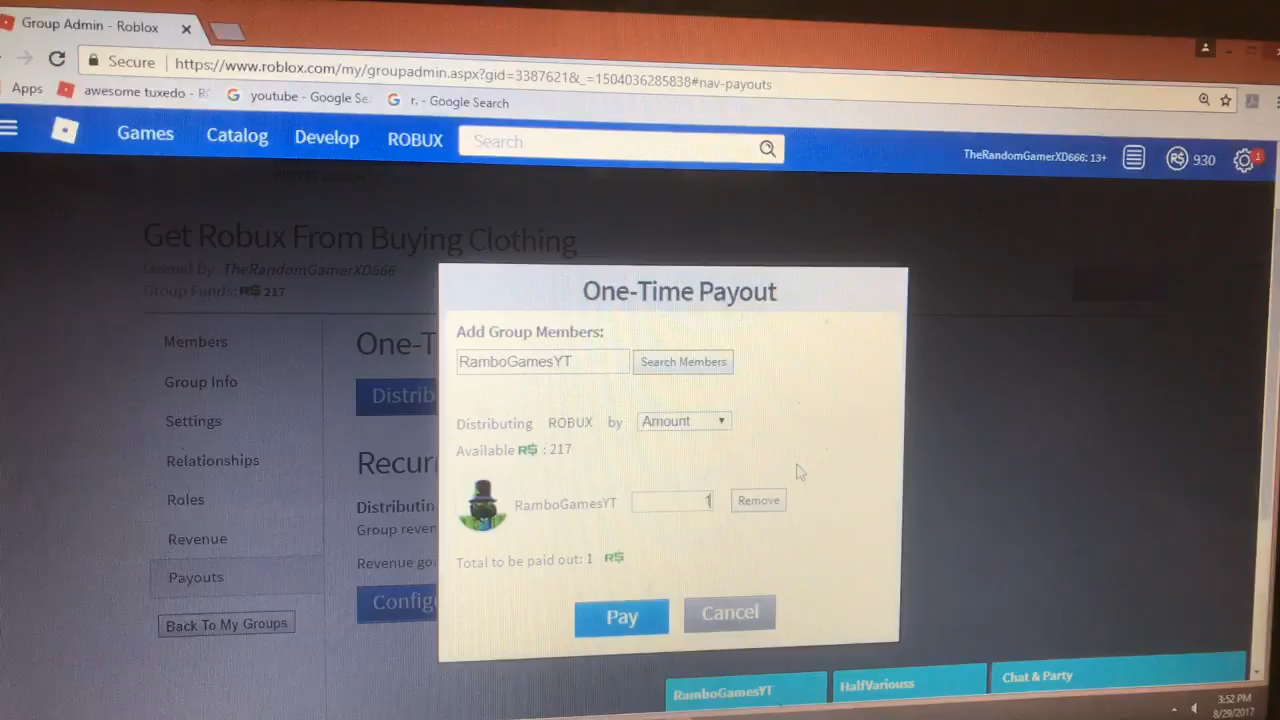 Group Admin - Roblox
Secure
https://www.roblox.com/my/groupadmin.aspx?gid=3387621&_=1504036285838#nav-payouts
Apps
awesome tuxedo - R
youtube - Google Se
r, - Google Search
Games
Catalog
Develop
ROBUX
Search
TheRandomGamerXD666: 13+
R$ 930
1
Get Robux From Buying Clothing
Owned by: TheRandomGamerXD666
Group Funds: R$ 217
Members
Group Info
Settings
Relationships
Roles
Revenue
Payouts
Back To My Groups
One-T
Distrib
Recurr
Distributin
Group rever
Revenue go
Config
One-Time Payout
Add Group Members:
RamboGamesYT
Search Members
Distributing ROBUX by
Amount
Available R$ : 217
RamboGamesYT
1
Remove
Total to be paid out: 1 R$
Pay
Cancel
RamboGamesYT
HalfVariouss
Chat & Party
3:52 PM
8/29/2017